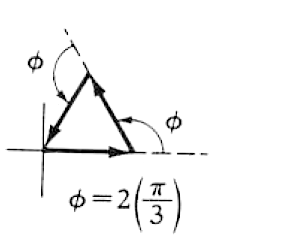 ϕ
ϕ
ϕ = 2(π/3)